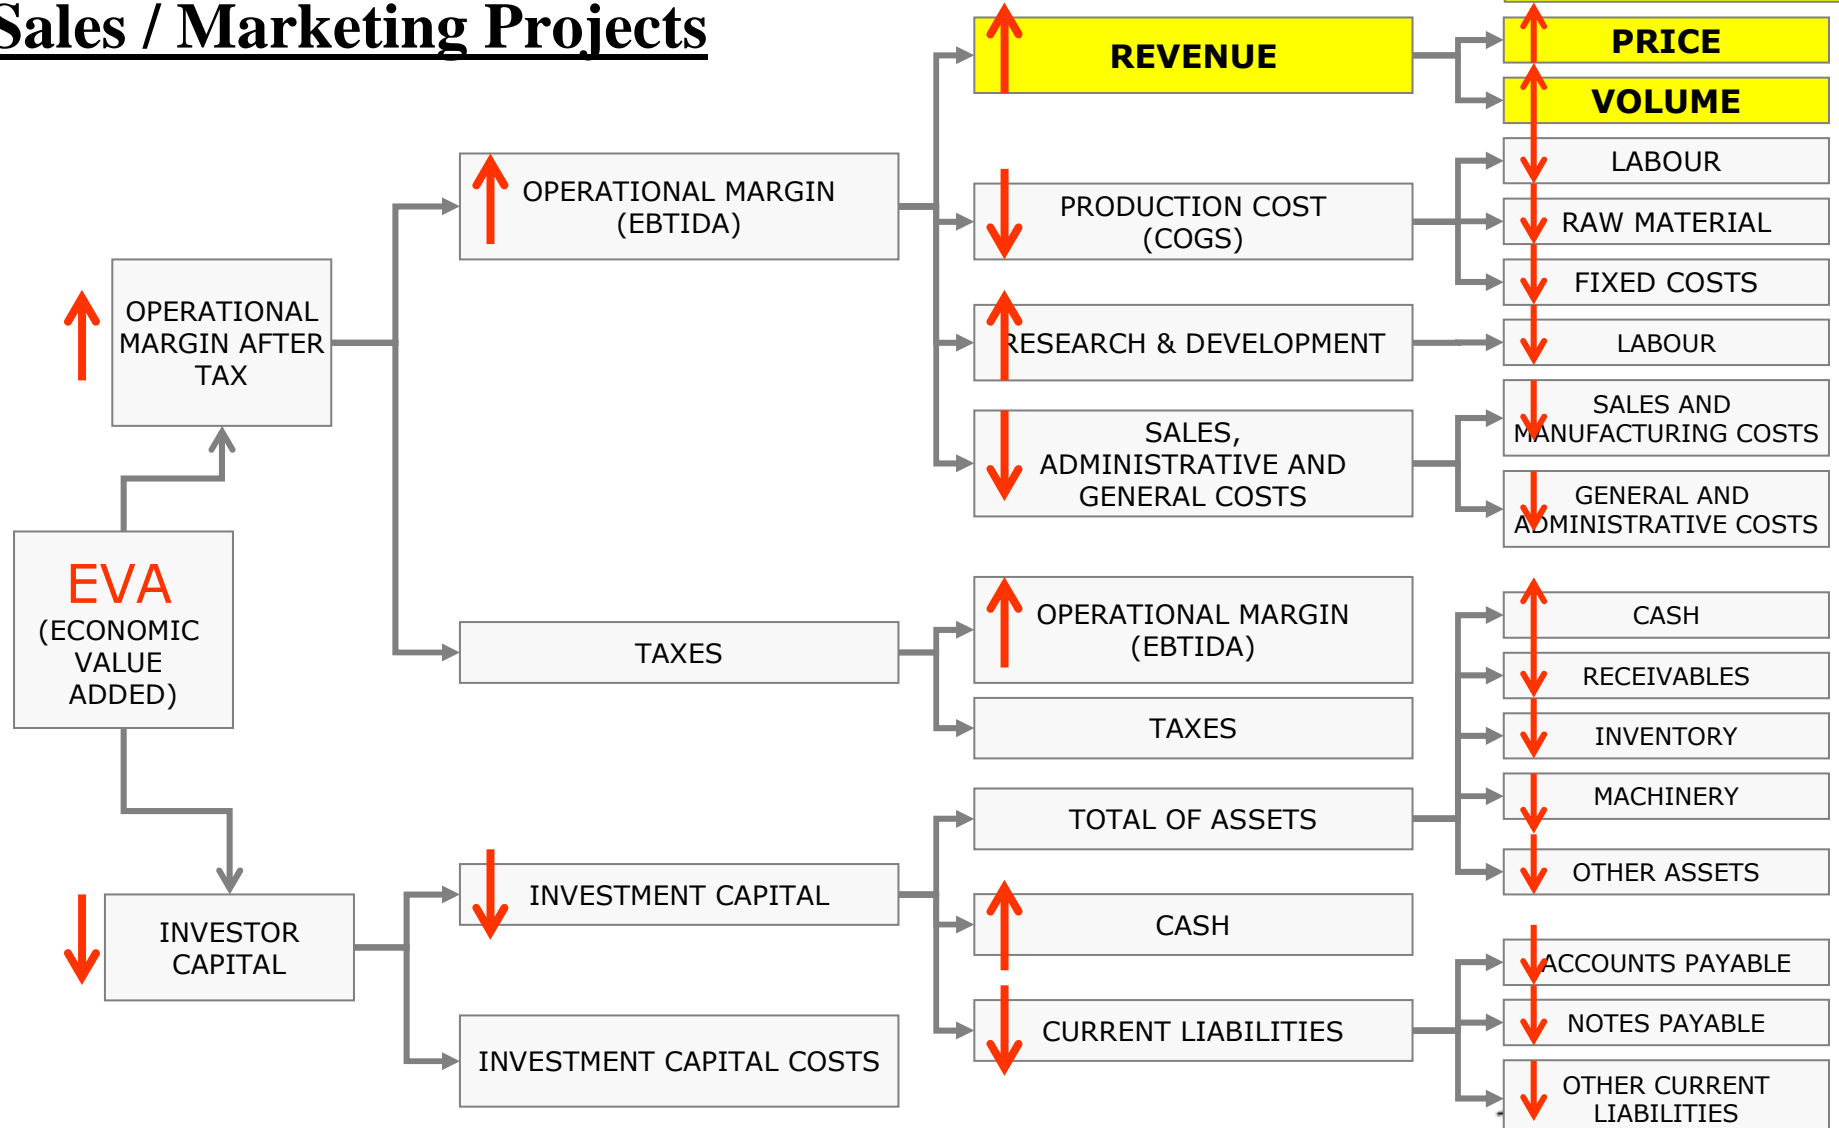 Sales / Marketing Projects
REVENUE
PRICE
VOLUME
OPERATIONAL MARGIN
(EBTIDA)
PRODUCTION COST
(COGS)
LABOUR
RAW MATERIAL
FIXED COSTS
OPERATIONAL
MARGIN AFTER
TAX
RESEARCH & DEVELOPMENT
LABOUR
SALES,
ADMINISTRATIVE AND
GENERAL COSTS
SALES AND
MANUFACTURING COSTS
GENERAL AND
ADMINISTRATIVE COSTS
EVA
(ECONOMIC
VALUE
ADDED)
TAXES
OPERATIONAL MARGIN
(EBTIDA)
TAXES
CASH
RECEIVABLES
INVENTORY
MACHINERY
OTHER ASSETS
TOTAL OF ASSETS
INVESTOR
CAPITAL
INVESTMENT CAPITAL
CASH
CURRENT LIABILITIES
ACCOUNTS PAYABLE
NOTES PAYABLE
OTHER CURRENT
LIABILITIES
INVESTMENT CAPITAL COSTS